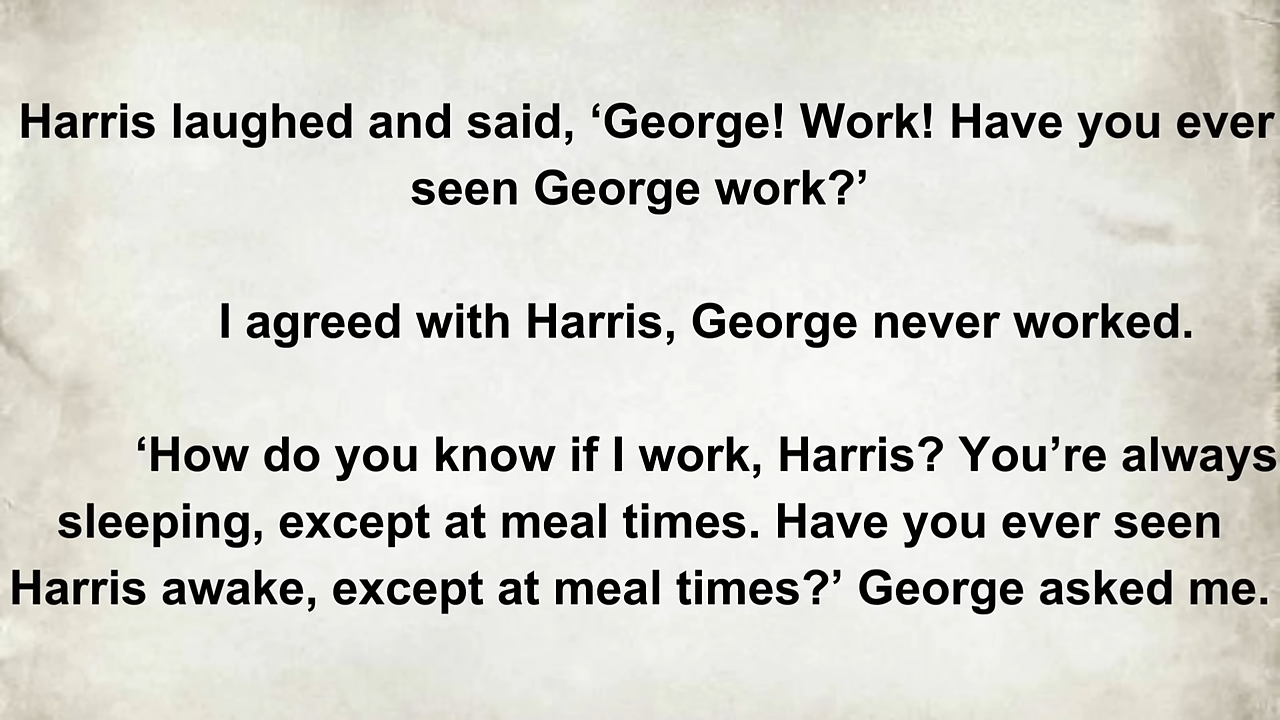 Harris laughed and said, ‘George! Work! Have you ever
seen George work?’
I agreed with Harris, George never worked.
‘How do you know if I work, Harris? You’re always
sleeping, except at meal times. Have you ever seen
Harris awake, except at meal times?’ George asked me.